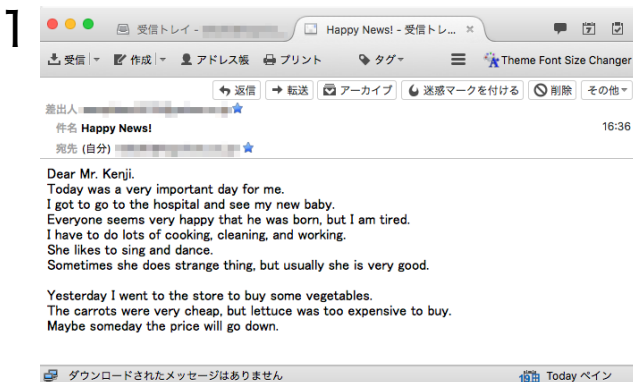 1
受信トレイ -
Happy News! - 受信トレ... ×
受信 作成 アドレス帳 プリント タグ Theme Font Size Changer
返信 転送 アーカイブ 迷惑マークを付ける 削除 その他
差出人
件名 Happy News! 16:36
宛先 (自分)
Dear Mr. Kenji.
Today was a very important day for me.
I got to go to the hospital and see my new baby.
Everyone seems very happy that he was born, but I am tired.
I have to do lots of cooking, cleaning, and working.
She likes to sing and dance.
Sometimes she does strange thing, but usually she is very good.
Yesterday I went to the store to buy some vegetables.
The carrots were very cheap, but lettuce was too expensive to buy.
Maybe someday the price will go down.
ダウンロードされたメッセージはありません Today ペイン